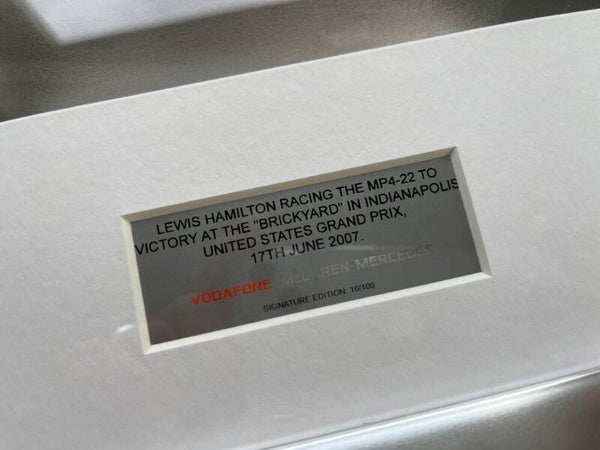 LEWIS HAMILTON RACING THE MP4-22 TO
VICTORY AT THE "BRICKYARD" IN INDIANAPOLIS
UNITED STATES GRAND PRIX,
17TH JUNE 2007.
VODAFONE MERCEDES
SIGNATURE EDITION 10/100